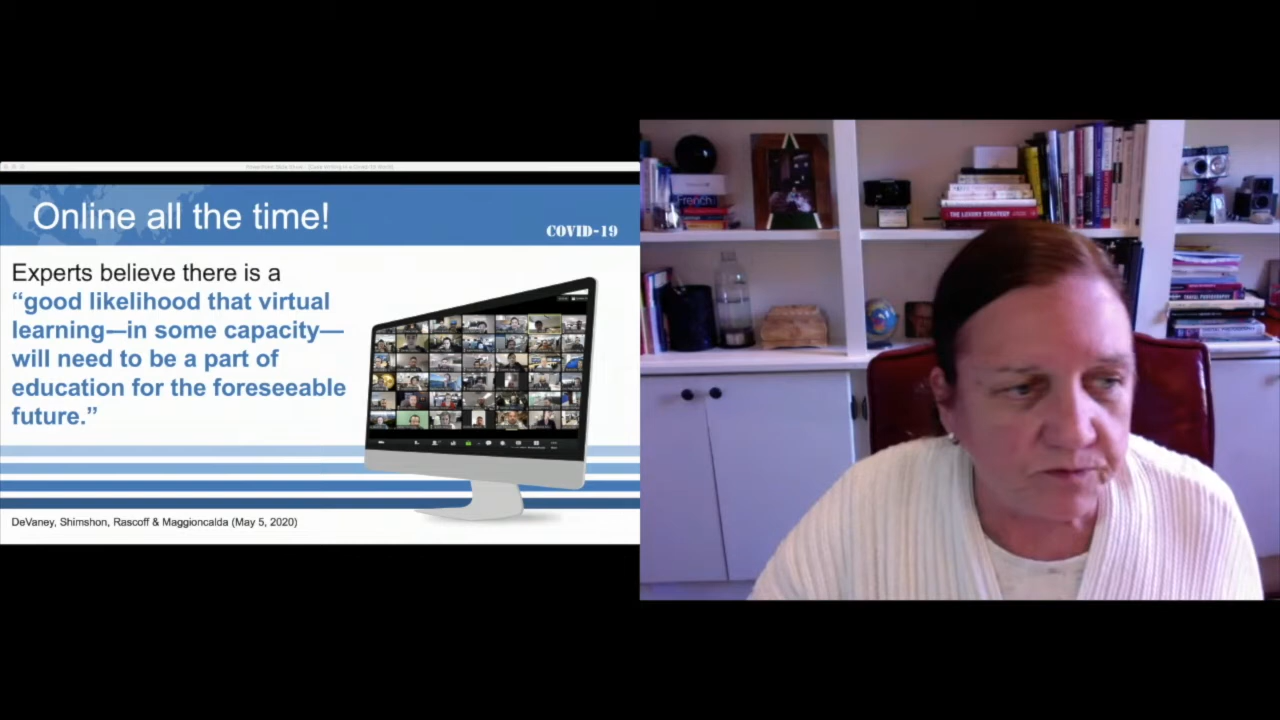 Online all the time!
COVID-19
Experts believe there is a
“good likelihood that virtual
learning—in some capacity—
will need to be a part of
education for the foreseeable
future.”
DeVaney, Shimshon, Rascoff & Maggioncalda (May 5, 2020)
French
THE LUXURY STRATEGY
TRAVEL PHOTOGRAPHY